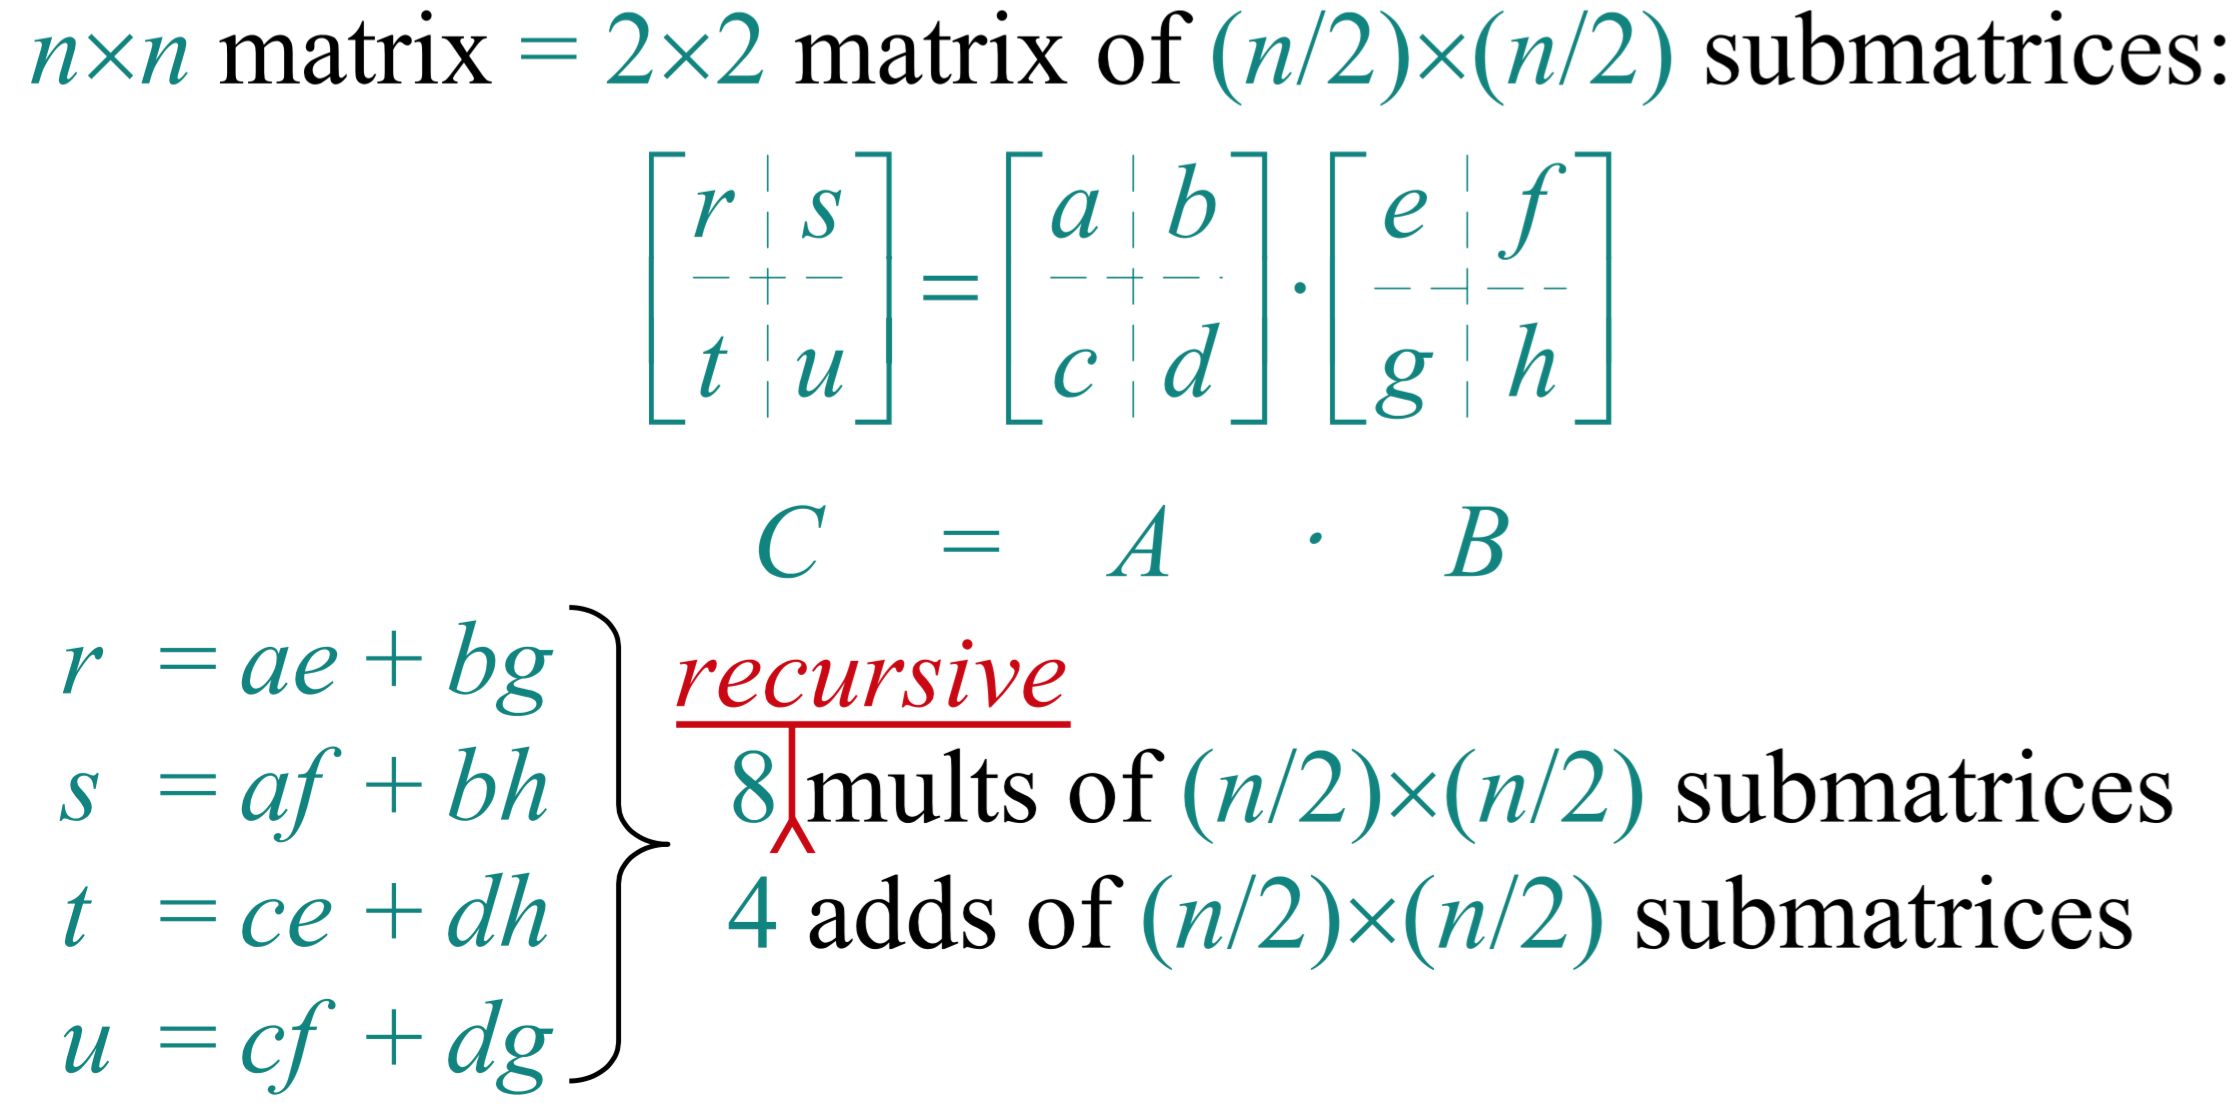 n×n matrix = 2×2 matrix of (n/2)×(n/2) submatrices:
[r s; t u] = [a b; c d] · [e f; g h]
C = A · B
r = ae + bg
s = af + bh
t = ce + dh
u = cf + dg
recursive
8 mults of (n/2)×(n/2) submatrices
4 adds of (n/2)×(n/2) submatrices